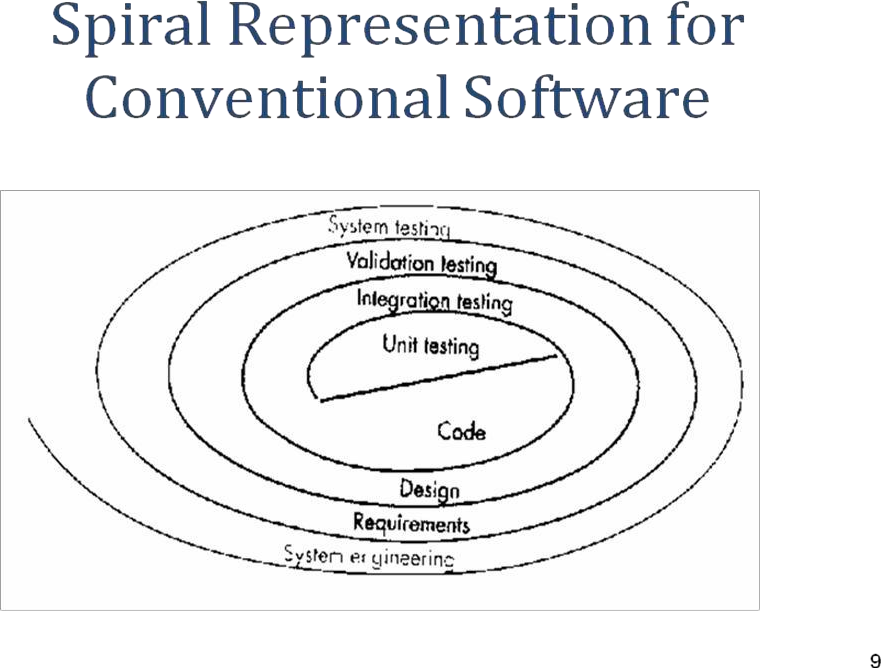 Spiral Representation for
Conventional Software
System testing
Validation testing
Integration testing
Unit testing
Code
Design
Requirements
System engineering
9